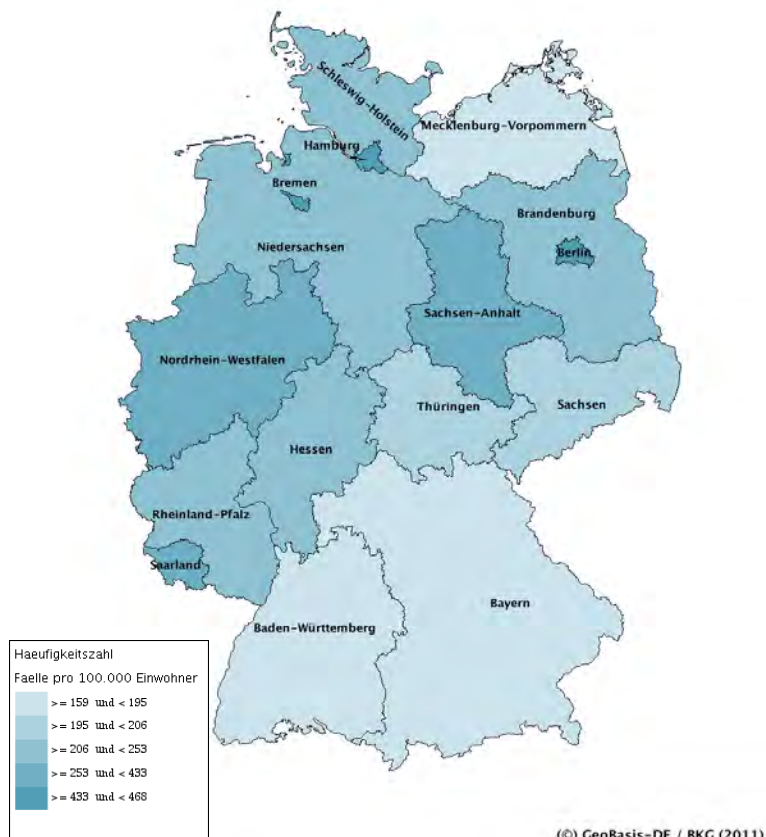 Schleswig-Holstein
Mecklenburg-Vorpommern
Hamburg
Bremen
Brandenburg
Niedersachsen
Berlin
Sachsen-Anhalt
Nordrhein-Westfalen
Thüringen
Sachsen
Hessen
Rheinland-Pfalz
Saarland
Bayern
Baden-Württemberg
Haeufigkeitszahl
Faelle pro 100.000 Einwohner
>= 159 und < 195
>= 195 und < 206
>= 206 und < 253
>= 253 und < 433
>= 433 und < 468
(©) GeoBasis-DE / BKG (2011)